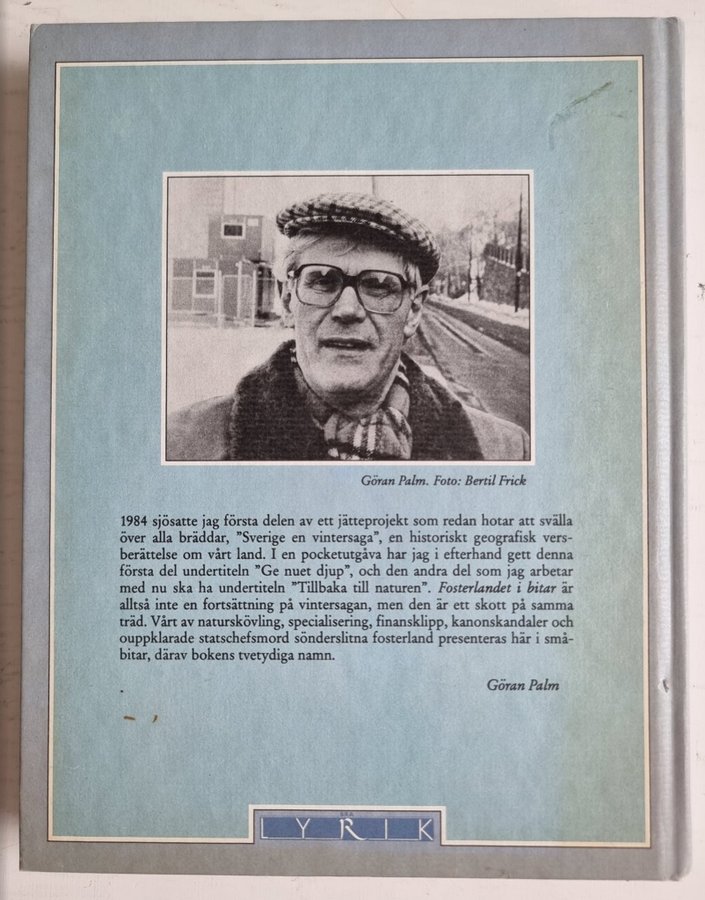 Göran Palm. Foto: Bertil Frick
1984 sjösatte jag första delen av ett jätteprojekt som redan hotar att svälla
över alla bräddar, ”Sverige en vintersaga”, en historiskt geografisk vers-
berättelse om vårt land. I en pocketutgåva har jag i efterhand gett denna
första del undertiteln ”Ge nuet djup”, och den andra del som jag arbetar
med nu ska ha undertiteln ”Tillbaka till naturen”. Fosterlandet i bitar är
alltså inte en fortsättning på vintersagan, men den är ett skott på samma
träd. Vårt av naturskövling, specialisering, finansklipp, kanonskandaler och
ouppklarade statschefsmord sönderslitna fosterland presenteras här i små-
bitar, därav bokens tvetydiga namn.
Göran Palm
LYRIK